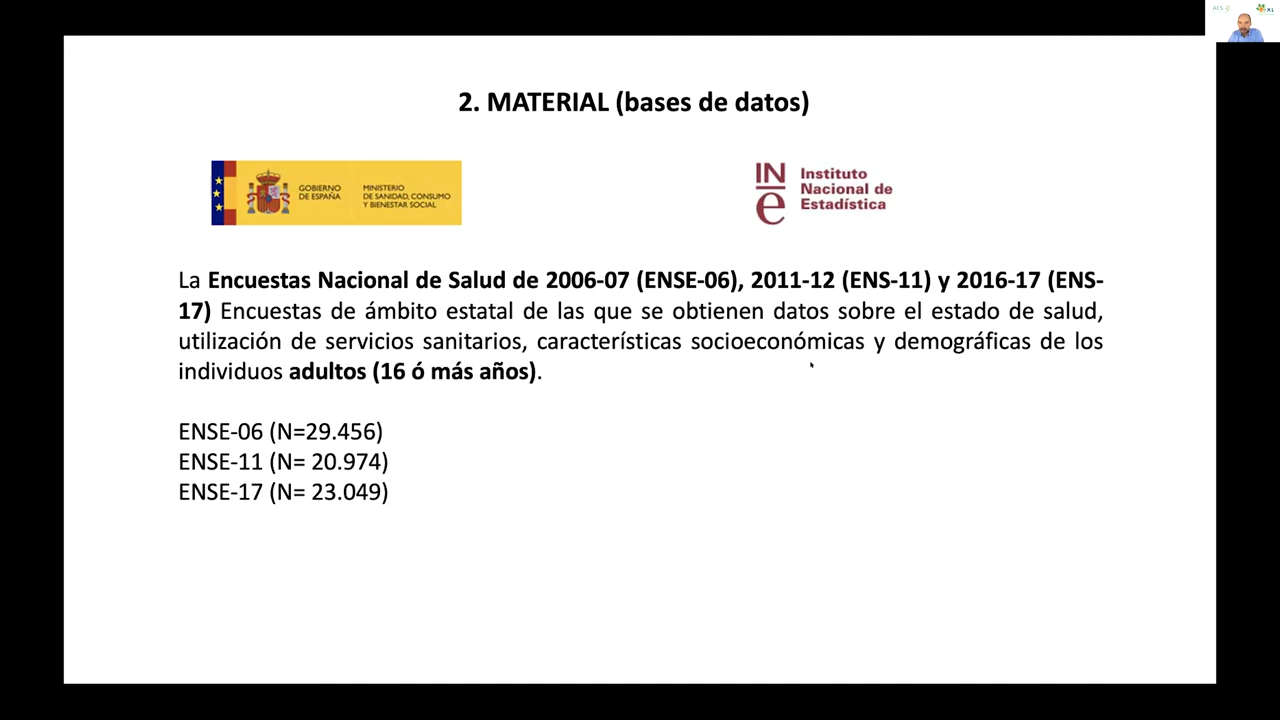 AES
XL
2. MATERIAL (bases de datos)
GOBIERNO
DE ESPAÑA
MINISTERIO
DE SANIDAD, CONSUMO
Y BIENESTAR SOCIAL
INe
Instituto
Nacional de
Estadística
La Encuestas Nacional de Salud de 2006-07 (ENSE-06), 2011-12 (ENS-11) y 2016-17 (ENS-
17) Encuestas de ámbito estatal de las que se obtienen datos sobre el estado de salud,
utilización de servicios sanitarios, características socioeconómicas y demográficas de los
individuos adultos (16 ó más años).
ENSE-06 (N=29.456)
ENSE-11 (N= 20.974)
ENSE-17 (N= 23.049)